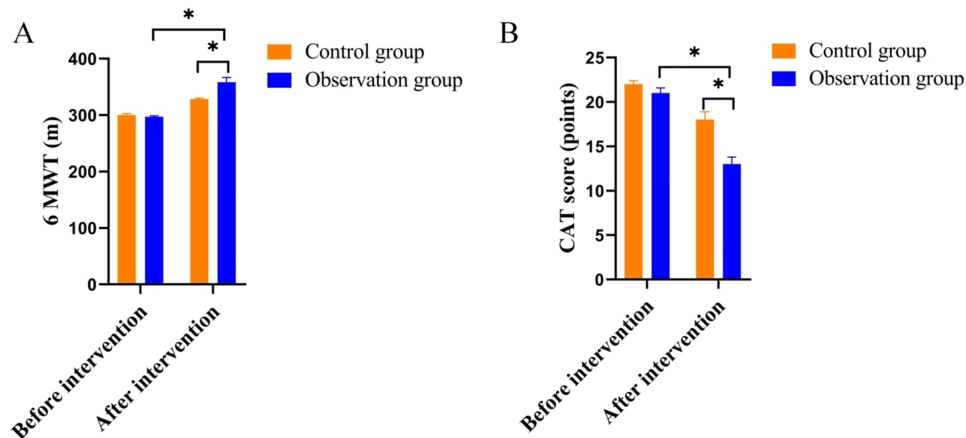 A
*
*
Control group
Observation group
6 MWT (m)
400
300
200
100
0
Before intervention
After intervention
B
*
*
Control group
Observation group
CAT score (points)
25
20
15
10
5
0
Before intervention
After intervention